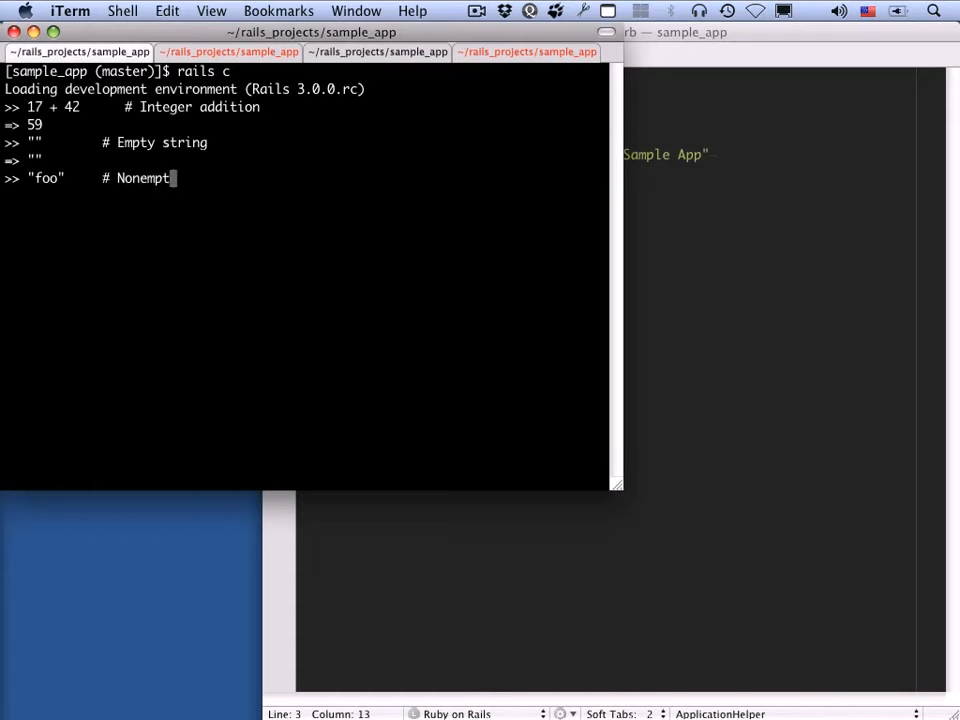 iTerm Shell Edit View Bookmarks Window Help
~/rails_projects/sample_app
rb — sample_app
~/rails_projects/sample_app ~/rails_projects/sample_app ~/rails_projects/sample_app ~/rails_projects/sample_app
[sample_app (master)]$ rails c
Loading development environment (Rails 3.0.0.rc)
>> 17 + 42 # Integer addition
=> 59
>> "" # Empty string
=> ""
>> "foo" # Nonempt
Sample App"
Line: 3 Column: 13 Ruby on Rails Soft Tabs: 2 ApplicationHelper